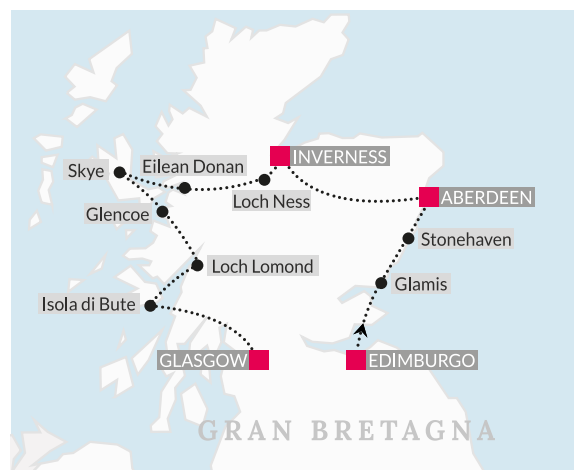 INVERNESS
Eilean Donan
Skye
ABERDEEN
Loch Ness
Glencoe
Stonehaven
Loch Lomond
Glamis
Isola di Bute
GLASGOW
EDIMBURGO
GRAN BRETAGNA